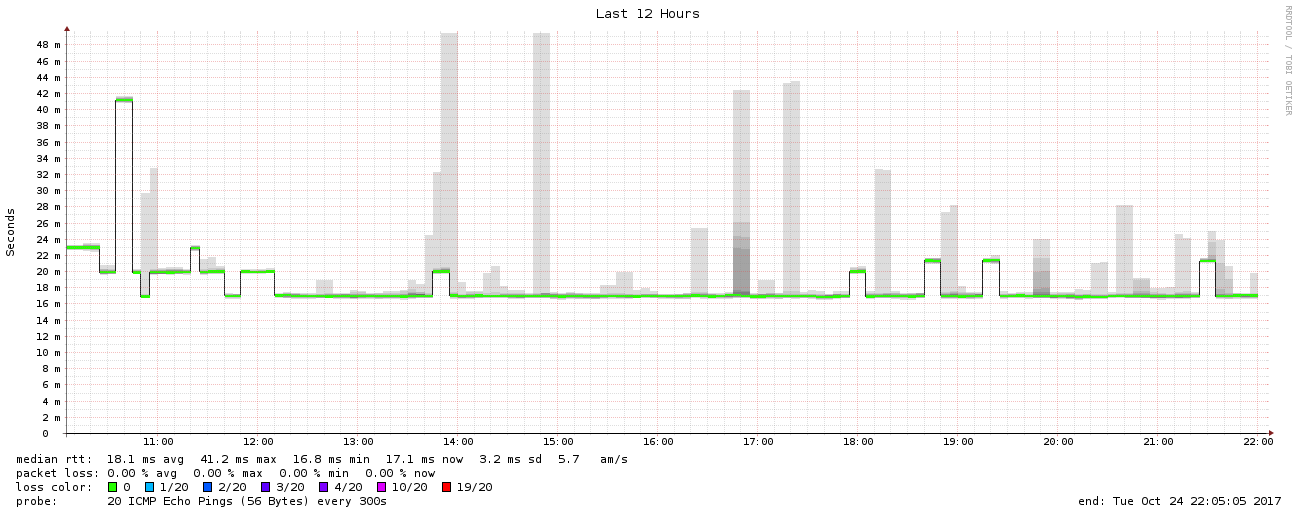 Last 12 Hours
RRDTOOL / TOBI OETIKER
Seconds
48 m
46 m
44 m
42 m
40 m
38 m
36 m
34 m
32 m
30 m
28 m
26 m
24 m
22 m
20 m
18 m
16 m
14 m
12 m
10 m
8 m
6 m
4 m
2 m
0
11:00 12:00 13:00 14:00 15:00 16:00 17:00 18:00 19:00 20:00 21:00 22:00
median rtt: 18.1 ms avg 41.2 ms max 16.8 ms min 17.1 ms now 3.2 ms sd 5.7 am/s
packet loss: 0.00 % avg 0.00 % max 0.00 % min 0.00 % now
loss color: 0 1/20 2/20 3/20 4/20 10/20 19/20
probe: 20 ICMP Echo Pings (56 Bytes) every 300s end: Tue Oct 24 22:05:05 2017